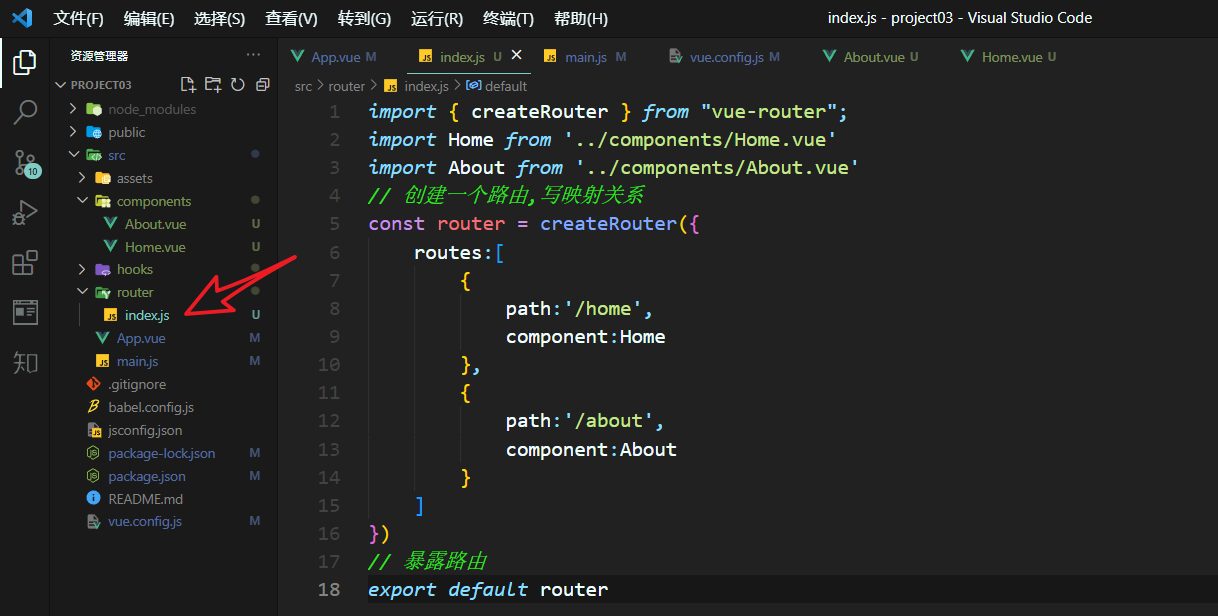 文件(F) 编辑(E) 选择(S) 查看(V) 转到(G) 运行(R) 终端(T) 帮助(H) index.js - project03 - Visual Studio Code
资源管理器 ···
PROJECT03
node_modules
public
src
assets
components
About.vue U
Home.vue U
hooks
router
index.js U
App.vue M
main.js M
.gitignore
babel.config.js
jsconfig.json
package-lock.json M
package.json M
README.md
vue.config.js M
10
知
App.vue M index.js U main.js M vue.config.js M About.vue U Home.vue U
src > router > JS index.js > default
1 import { createRouter } from "vue-router";
2 import Home from '../components/Home.vue'
3 import About from '../components/About.vue'
4 // 创建一个路由,写映射关系
5 const router = createRouter({
6 routes:[
7 {
8 path:'/home',
9 component:Home
10 },
11 {
12 path:'/about',
13 component:About
14 }
15 ]
16 })
17 // 暴露路由
18 export default router